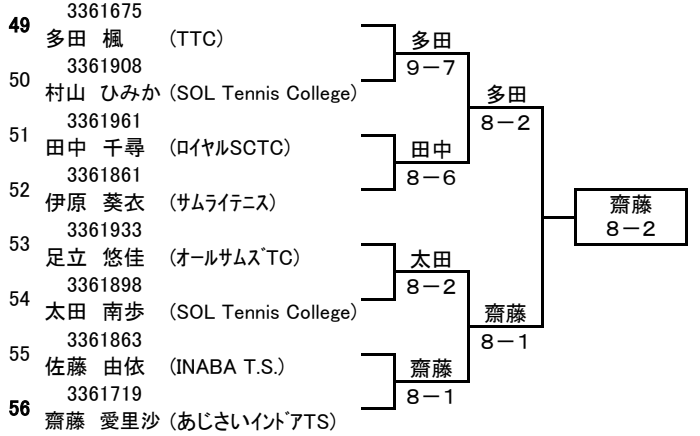 3361675
49 多田 楓 (TTC)
多田
9－7
3361908
50 村山 ひみか (SOL Tennis College)
多田
8－2
3361961
51 田中 千尋 (ﾛｲﾔﾙSCTC)
田中
8－6
3361861
52 伊原 葵衣 (ｻﾑﾗｲﾃﾆｽ)
齋藤
8－2
3361933
53 足立 悠佳 (ｵｰﾙｻﾑｽﾞTC)
太田
8－2
3361898
54 太田 南歩 (SOL Tennis College)
齋藤
8－1
3361863
55 佐藤 由依 (INABA T.S.)
齋藤
8－1
3361719
56 齋藤 愛里沙 (あじさいｲﾝﾄﾞｱTS)